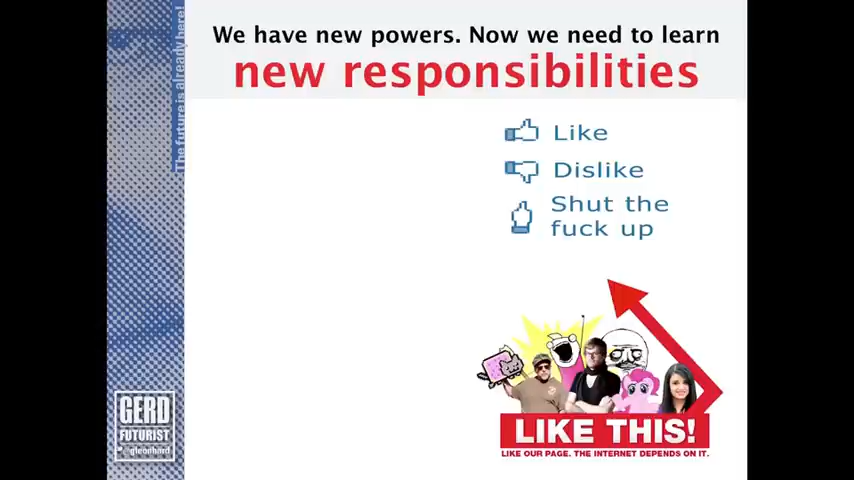 We have new powers. Now we need to learn
new responsibilities
The future is already here!
Like
Dislike
Shut the
fuck up
LIKE THIS!
LIKE OUR PAGE. THE INTERNET DEPENDS ON IT.
GERD
FUTURIST
@gleonhard